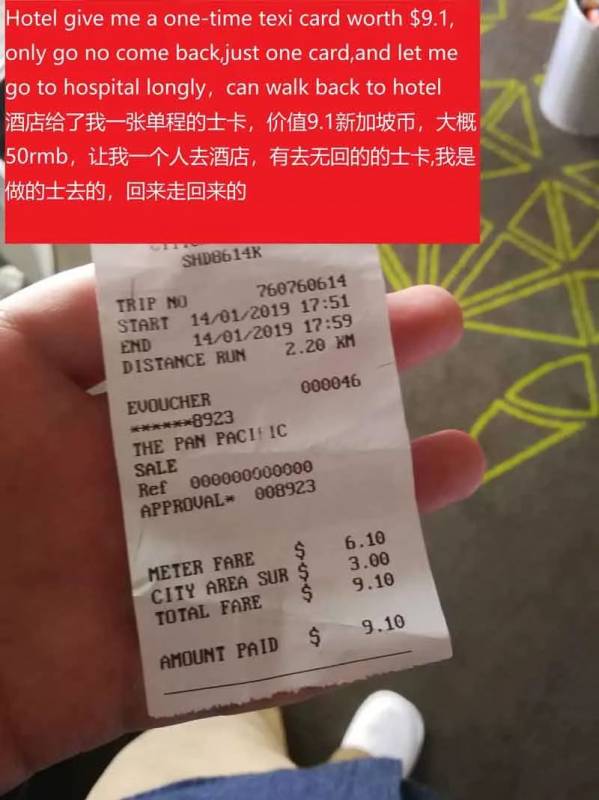 Hotel give me a one-time texi card worth $9.1,
only go no come back,just one card,and let me
go to hospital longly，can walk back to hotel
酒店给了我一张单程的士卡，价值9.1新加坡币，大概
50rmb，让我一个人去酒店，有去无回的的士卡,我是
做的士去的，回来走回来的
SHD8614K
TRIP NO 760760614
START 14/01/2019 17:51
END 14/01/2019 17:59
DISTANCE RUN 2.20 KM
EVOUCHER 000046
******8923
THE PAN PACIFIC
SALE
Ref 000000000000
APPROVAL* 008923
METER FARE $ 6.10
CITY AREA SUR $ 3.00
TOTAL FARE $ 9.10
AMOUNT PAID $ 9.10